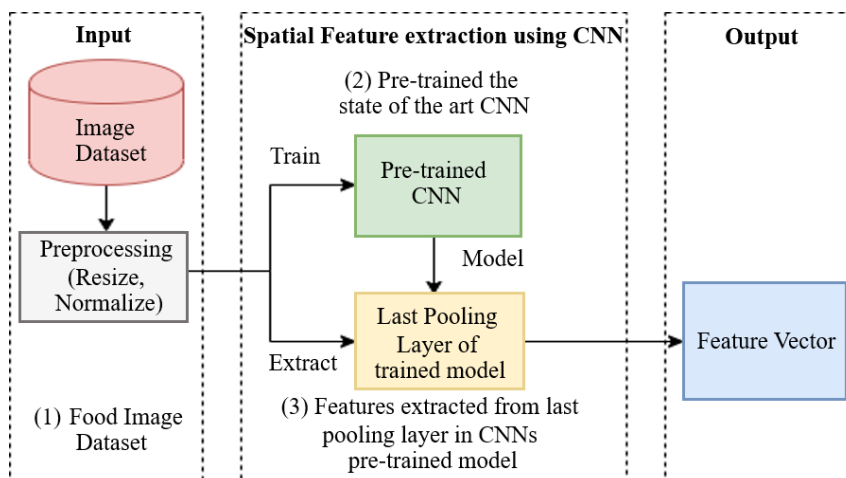 Input
Image
Dataset
Preprocessing
(Resize,
Normalize)
(1) Food Image
Dataset
Spatial Feature extraction using CNN
(2) Pre-trained the
state of the art CNN
Train
Pre-trained
CNN
Model
Last Pooling
Layer of
trained model
Extract
(3) Features extracted from last
pooling layer in CNNs
pre-trained model
Output
Feature Vector